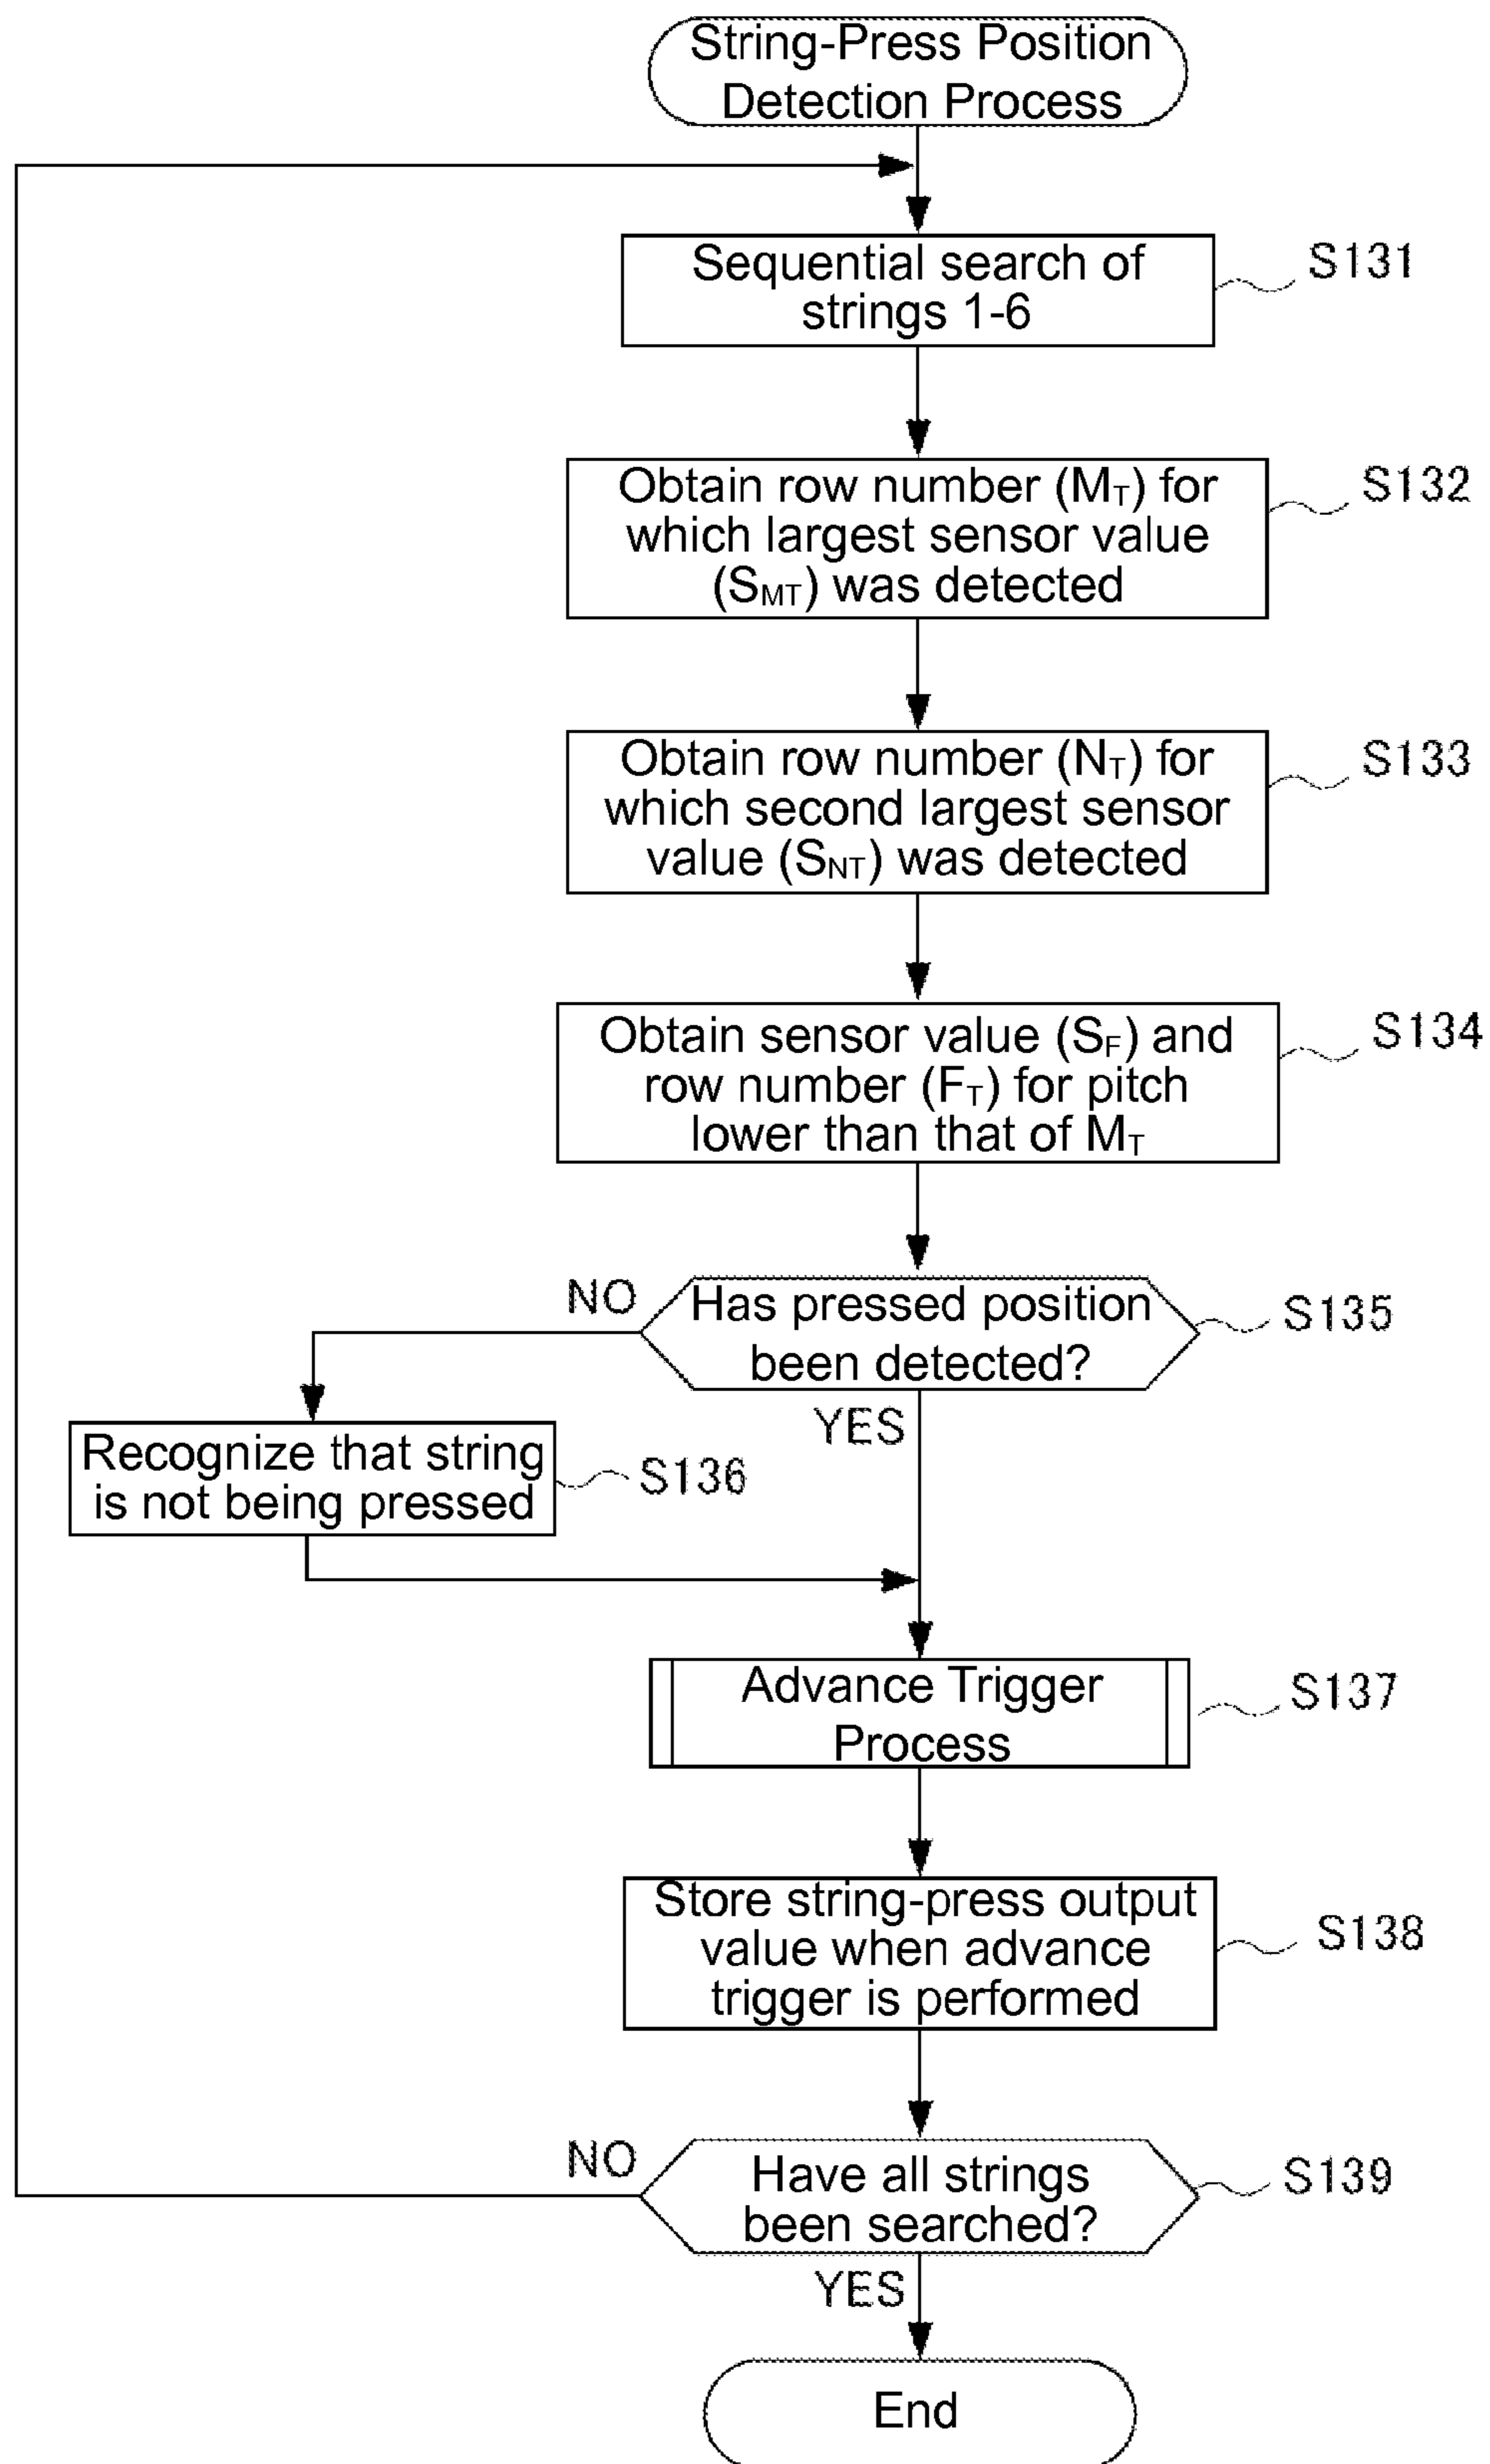 String-Press Position
Detection Process
Sequential search of
strings 1-6
S131
Obtain row number (MT) for
which largest sensor value
(SMT) was detected
S132
Obtain row number (NT) for
which second largest sensor
value (SNT) was detected
S133
Obtain sensor value (SF) and
row number (FT) for pitch
lower than that of MT
S134
NO
Has pressed position
been detected?
S135
YES
Recognize that string
is not being pressed
S136
Advance Trigger
Process
S137
Store string-press output
value when advance
trigger is performed
S138
NO
Have all strings
been searched?
S139
YES
End